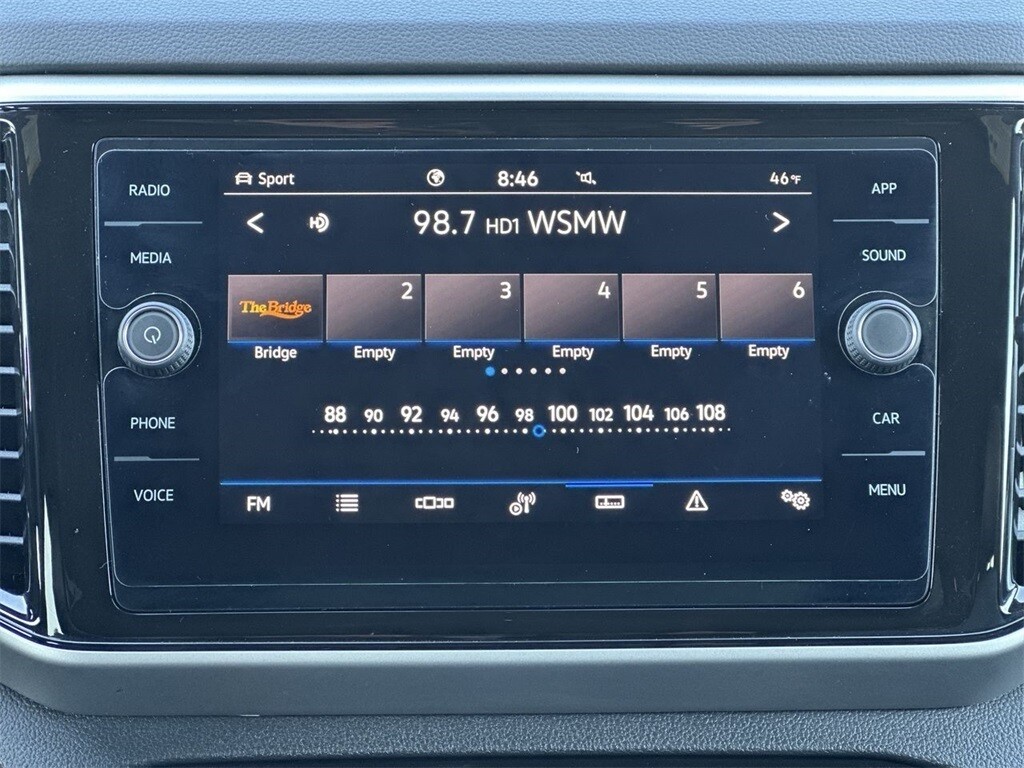 RADIO
MEDIA
PHONE
VOICE
Sport 8:46 46°F
98.7 HD1 WSMW
The Bridge 2 3 4 5 6
Bridge Empty Empty Empty Empty Empty
88 90 92 94 96 98 100 102 104 106 108
FM
APP
SOUND
CAR
MENU